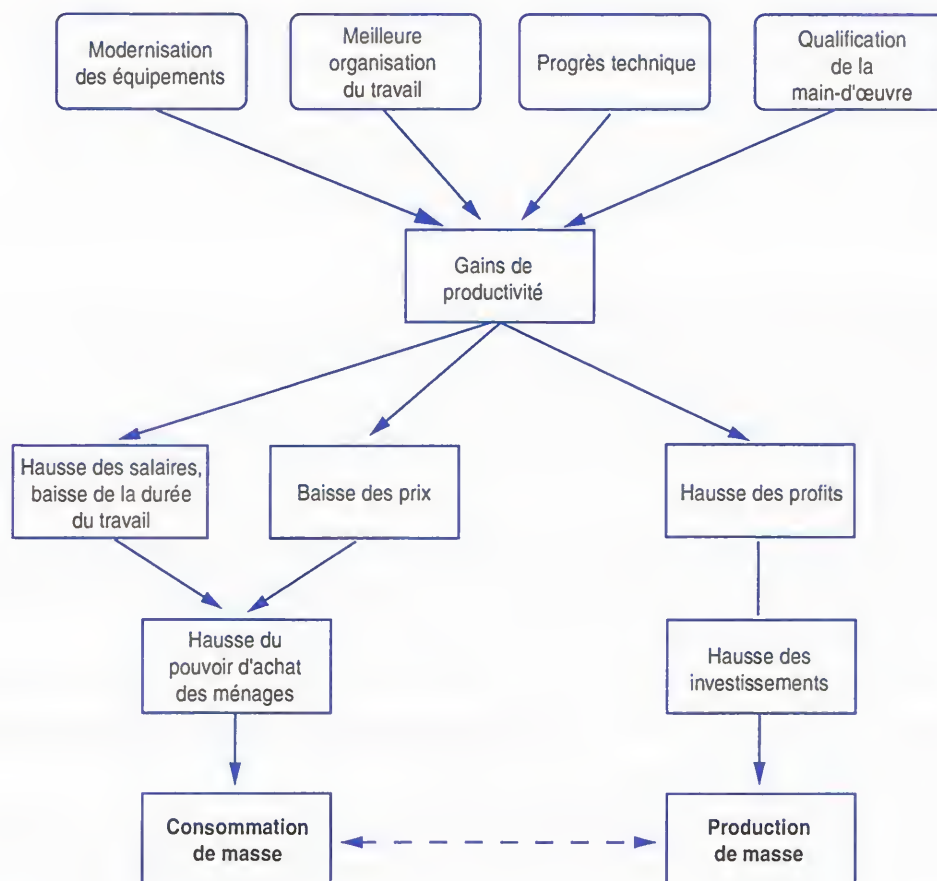 Modernisation
des équipements
Meilleure
organisation
du travail
Progrès technique
Qualification
de la
main-d'œuvre
Gains de
productivité
Hausse des salaires,
baisse de la durée
du travail
Baisse des prix
Hausse des profits
Hausse du
pouvoir d'achat
des ménages
Hausse des
investissements
Consommation
de masse
Production
de masse